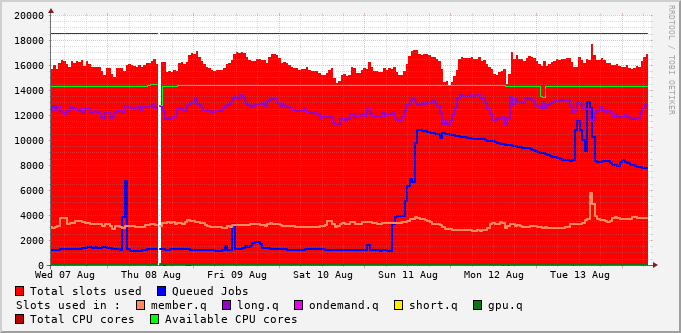 20000
18000
16000
14000
12000
10000
8000
6000
4000
2000
0
Wed 07 Aug Thu 08 Aug Fri 09 Aug Sat 10 Aug Sun 11 Aug Mon 12 Aug Tue 13 Aug
Total slots used Queued Jobs
Slots used in : member.q long.q ondemand.q short.q gpu.q
Total CPU cores Available CPU cores
RRDTOOL / TOBI OETIKER